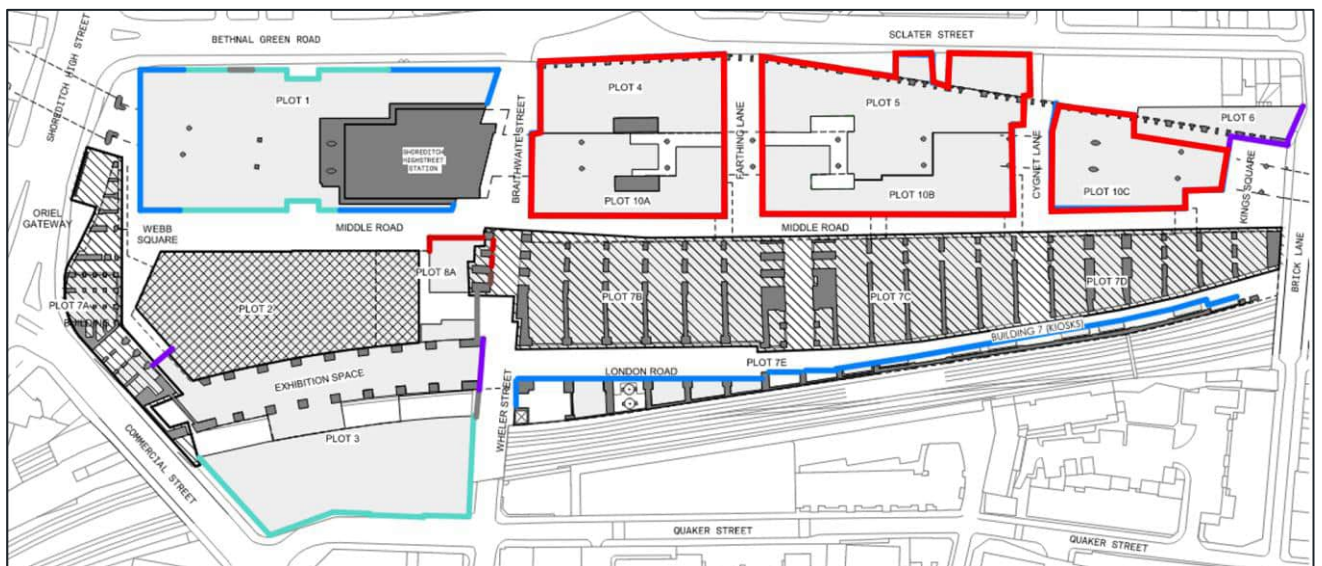 BETHNAL GREEN ROAD
SCLATER STREET
SHOREDITCH HIGH STREET
PLOT 1
PLOT 4
PLOT 5
PLOT 6
SHOREDITCH
HIGHSTREET
STATION
BRAITHWAITE STREET
FARTHING LANE
CYGNET LANE
KINGS SQUARE
BRICK LANE
PLOT 10A
PLOT 10B
PLOT 10C
ORIEL
GATEWAY
WEBB
SQUARE
MIDDLE ROAD
MIDDLE ROAD
PLOT 8A
PLOT 7A
BUILDING
PLOT 2
PLOT 7B
PLOT 7C
PLOT 7D
BUILDING 7 (KIOSKS)
PLOT 7E
EXHIBITION SPACE
LONDON ROAD
WHELER STREET
PLOT 3
COMMERCIAL STREET
QUAKER STREET
QUAKER STREET